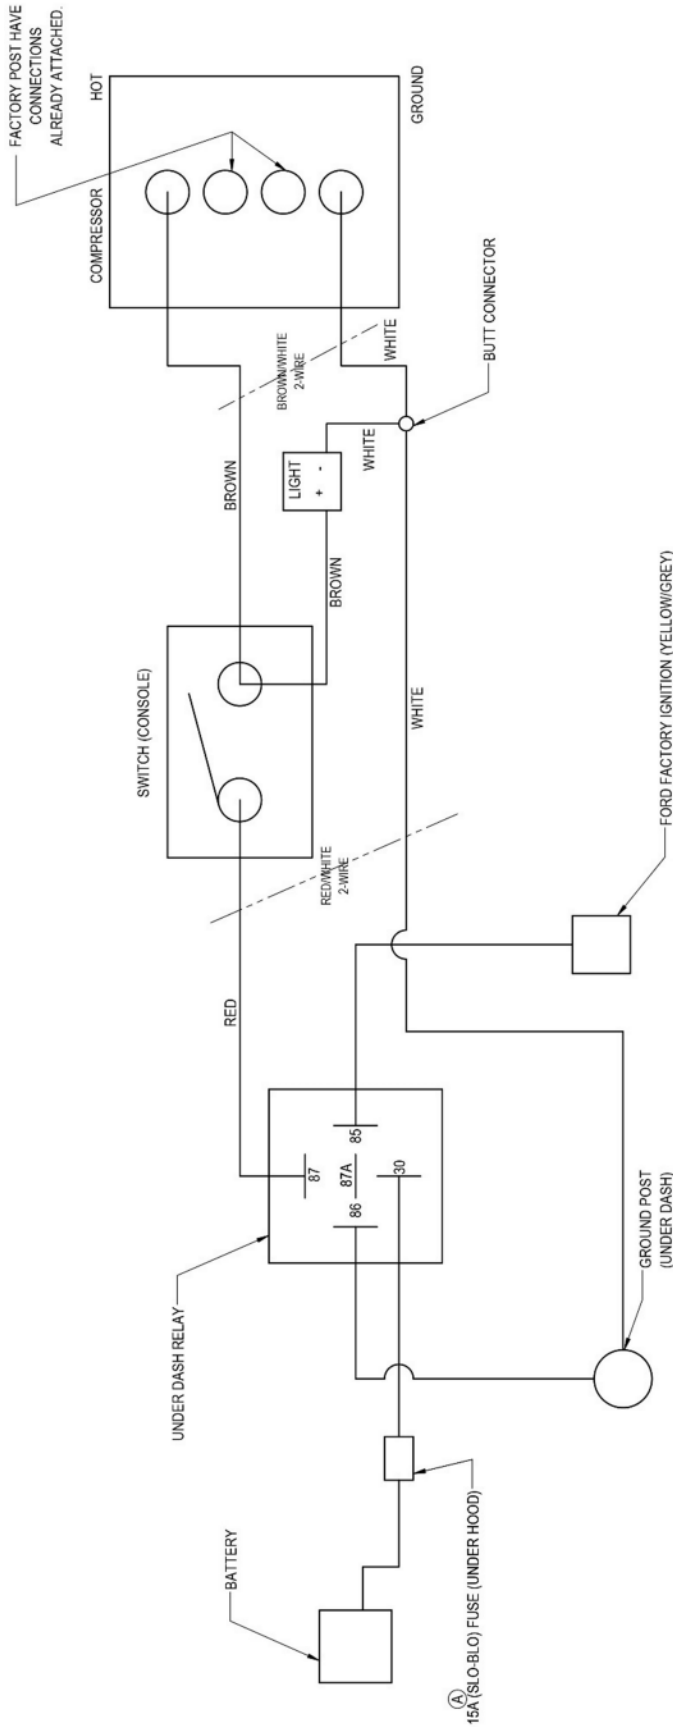 FACTORY POST HAVE
CONNECTIONS
ALREADY ATTACHED.
HOT
COMPRESSOR
GROUND
BROWN/WHITE
2-WIRE
WHITE
BUTT CONNECTOR
BROWN
LIGHT
+ -
WHITE
BROWN
SWITCH (CONSOLE)
WHITE
RED/WHITE
2-WIRE
FORD FACTORY IGNITION (YELLOW/GREY)
RED
UNDER DASH RELAY
87
87A
86
85
30
GROUND POST
(UNDER DASH)
BATTERY
A
15A (SLO-BLO) FUSE (UNDER HOOD)